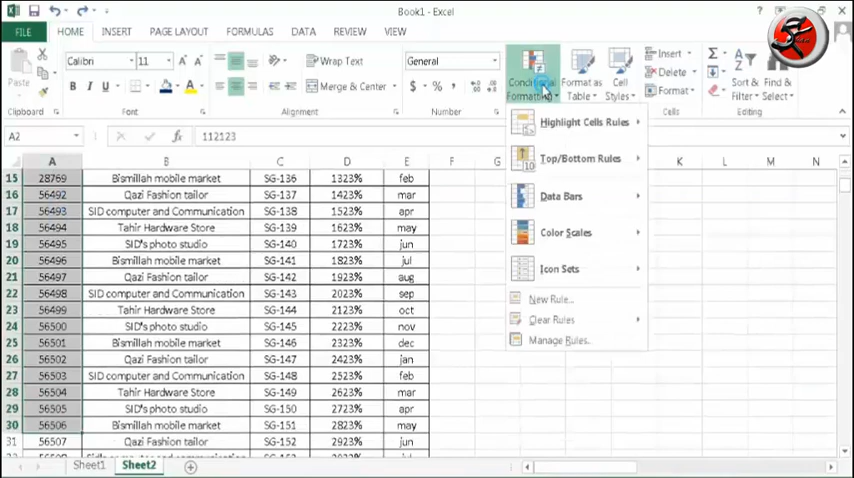 Book1 - Excel
FILE HOME INSERT PAGE LAYOUT FORMULAS DATA REVIEW VIEW
Paste
Calibri 11
B I U
Wrap Text
Merge & Center
General
$ % ,
Conditional Formatting
Format as Table
Cell Styles
Insert
Delete
Format
Sort & Filter
Find & Select
Clipboard Font Alignment Number Cells Editing
A2 fx 112123
Highlight Cells Rules
Top/Bottom Rules
Data Bars
Color Scales
Icon Sets
New Rule...
Clear Rules
Manage Rules...
A B C D E F G K L M N
15 28769 Bismillah mobile market SG-136 1323% feb
16 56492 Qazi Fashion tailor SG-137 1423% mar
17 56493 SID computer and Communication SG-138 1523% apr
18 56494 Tahir Hardware Store SG-139 1623% may
19 56495 SID's photo studio SG-140 1723% jun
20 56496 Bismillah mobile market SG-141 1823% jul
21 56497 Qazi Fashion tailor SG-142 1923% aug
22 56498 SID computer and Communication SG-143 2023% sep
23 56499 Tahir Hardware Store SG-144 2123% oct
24 56500 SID's photo studio SG-145 2223% nov
25 56501 Bismillah mobile market SG-146 2323% dec
26 56502 Qazi Fashion tailor SG-147 2423% jan
27 56503 SID computer and Communication SG-148 2523% feb
28 56504 Tahir Hardware Store SG-149 2623% mar
29 56505 SID's photo studio SG-150 2723% apr
30 56506 Bismillah mobile market SG-151 2823% may
31 56507 Qazi Fashion tailor SG-152 2923% jun
Sheet1 Sheet2